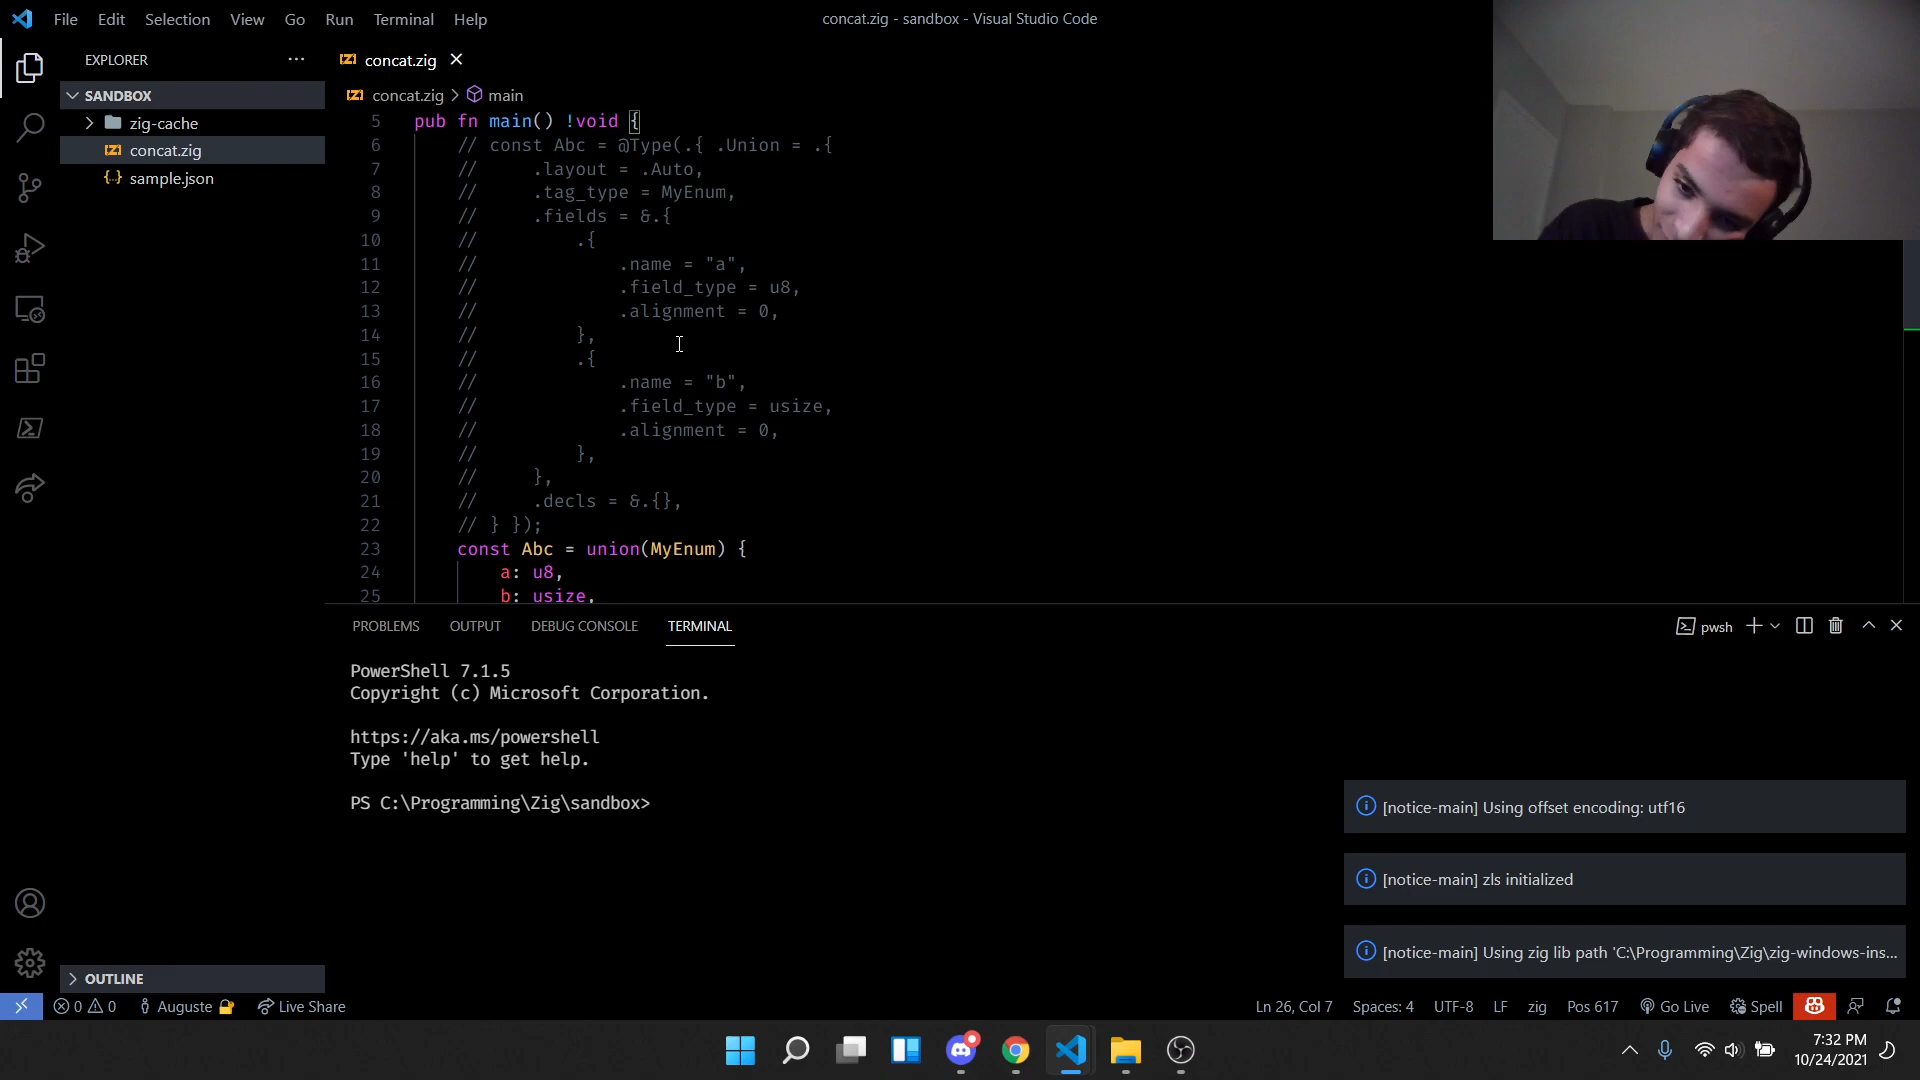 File Edit Selection View Go Run Terminal Help
concat.zig - sandbox - Visual Studio Code
EXPLORER
SANDBOX
zig-cache
concat.zig
sample.json
OUTLINE
concat.zig
concat.zig > main
5 pub fn main() !void {
6 // const Abc = @Type(.{ .Union = .{
7 // .layout = .Auto,
8 // .tag_type = MyEnum,
9 // .fields = &.{
10 // .{
11 // .name = "a",
12 // .field_type = u8,
13 // .alignment = 0,
14 // },
15 // .{
16 // .name = "b",
17 // .field_type = usize,
18 // .alignment = 0,
19 // },
20 // },
21 // .decls = &.{},
22 // } });
23 const Abc = union(MyEnum) {
24 a: u8,
25 b: usize,
PROBLEMS OUTPUT DEBUG CONSOLE TERMINAL
pwsh
PowerShell 7.1.5
Copyright (c) Microsoft Corporation.
https://aka.ms/powershell
Type 'help' to get help.
PS C:\Programming\Zig\sandbox>
[notice-main] Using offset encoding: utf16
[notice-main] zls initialized
[notice-main] Using zig lib path 'C:\Programming\Zig\zig-windows-ins...
0 0 Auguste Live Share
Ln 26, Col 7 Spaces: 4 UTF-8 LF zig Pos 617 Go Live Spell
7:32 PM
10/24/2021